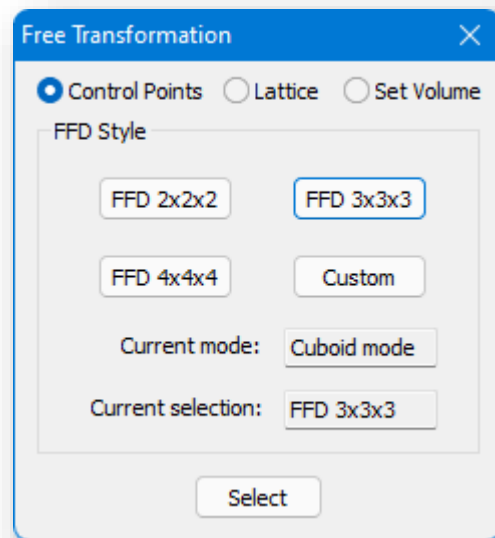 Free Transformation
Control Points Lattice Set Volume
FFD Style
FFD 2x2x2 FFD 3x3x3
FFD 4x4x4 Custom
Current mode: Cuboid mode
Current selection: FFD 3x3x3
Select